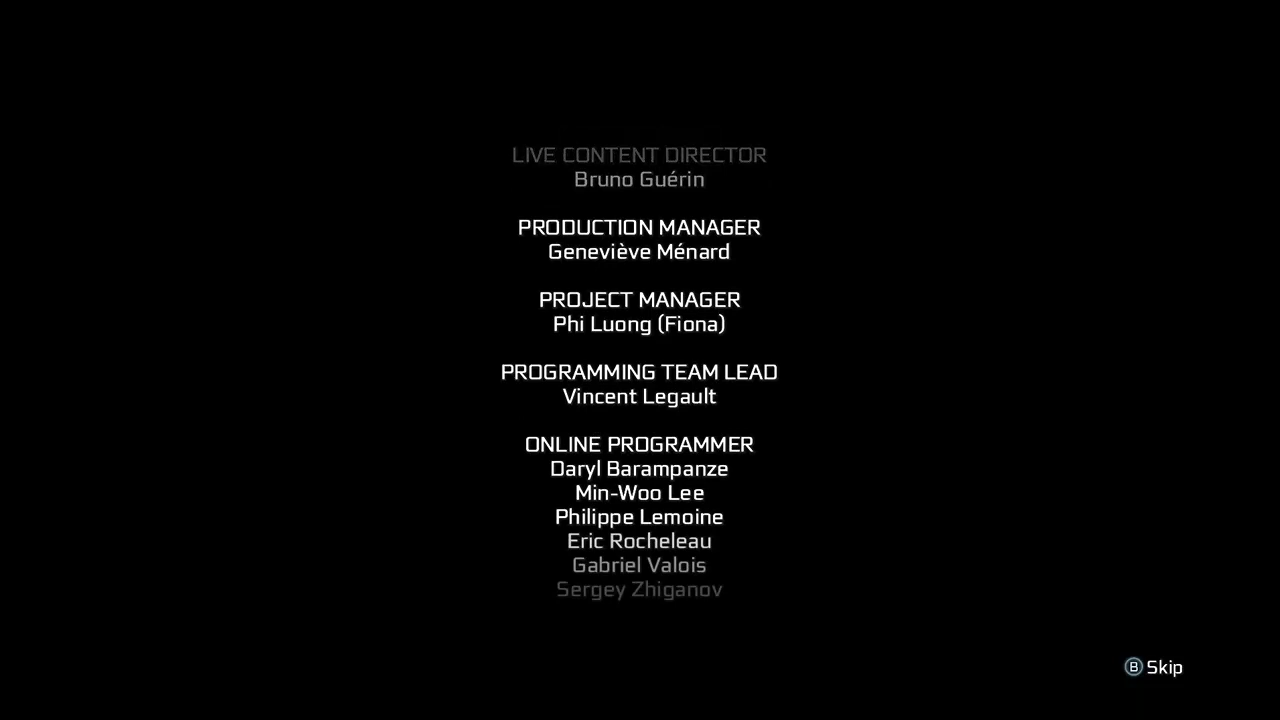 LIVE CONTENT DIRECTOR
Bruno Guérin
PRODUCTION MANAGER
Geneviève Ménard
PROJECT MANAGER
Phi Luong (Fiona)
PROGRAMMING TEAM LEAD
Vincent Legault
ONLINE PROGRAMMER
Daryl Barampanze
Min-Woo Lee
Philippe Lemoine
Eric Rocheleau
Gabriel Valois
Sergey Zhiganov
B Skip